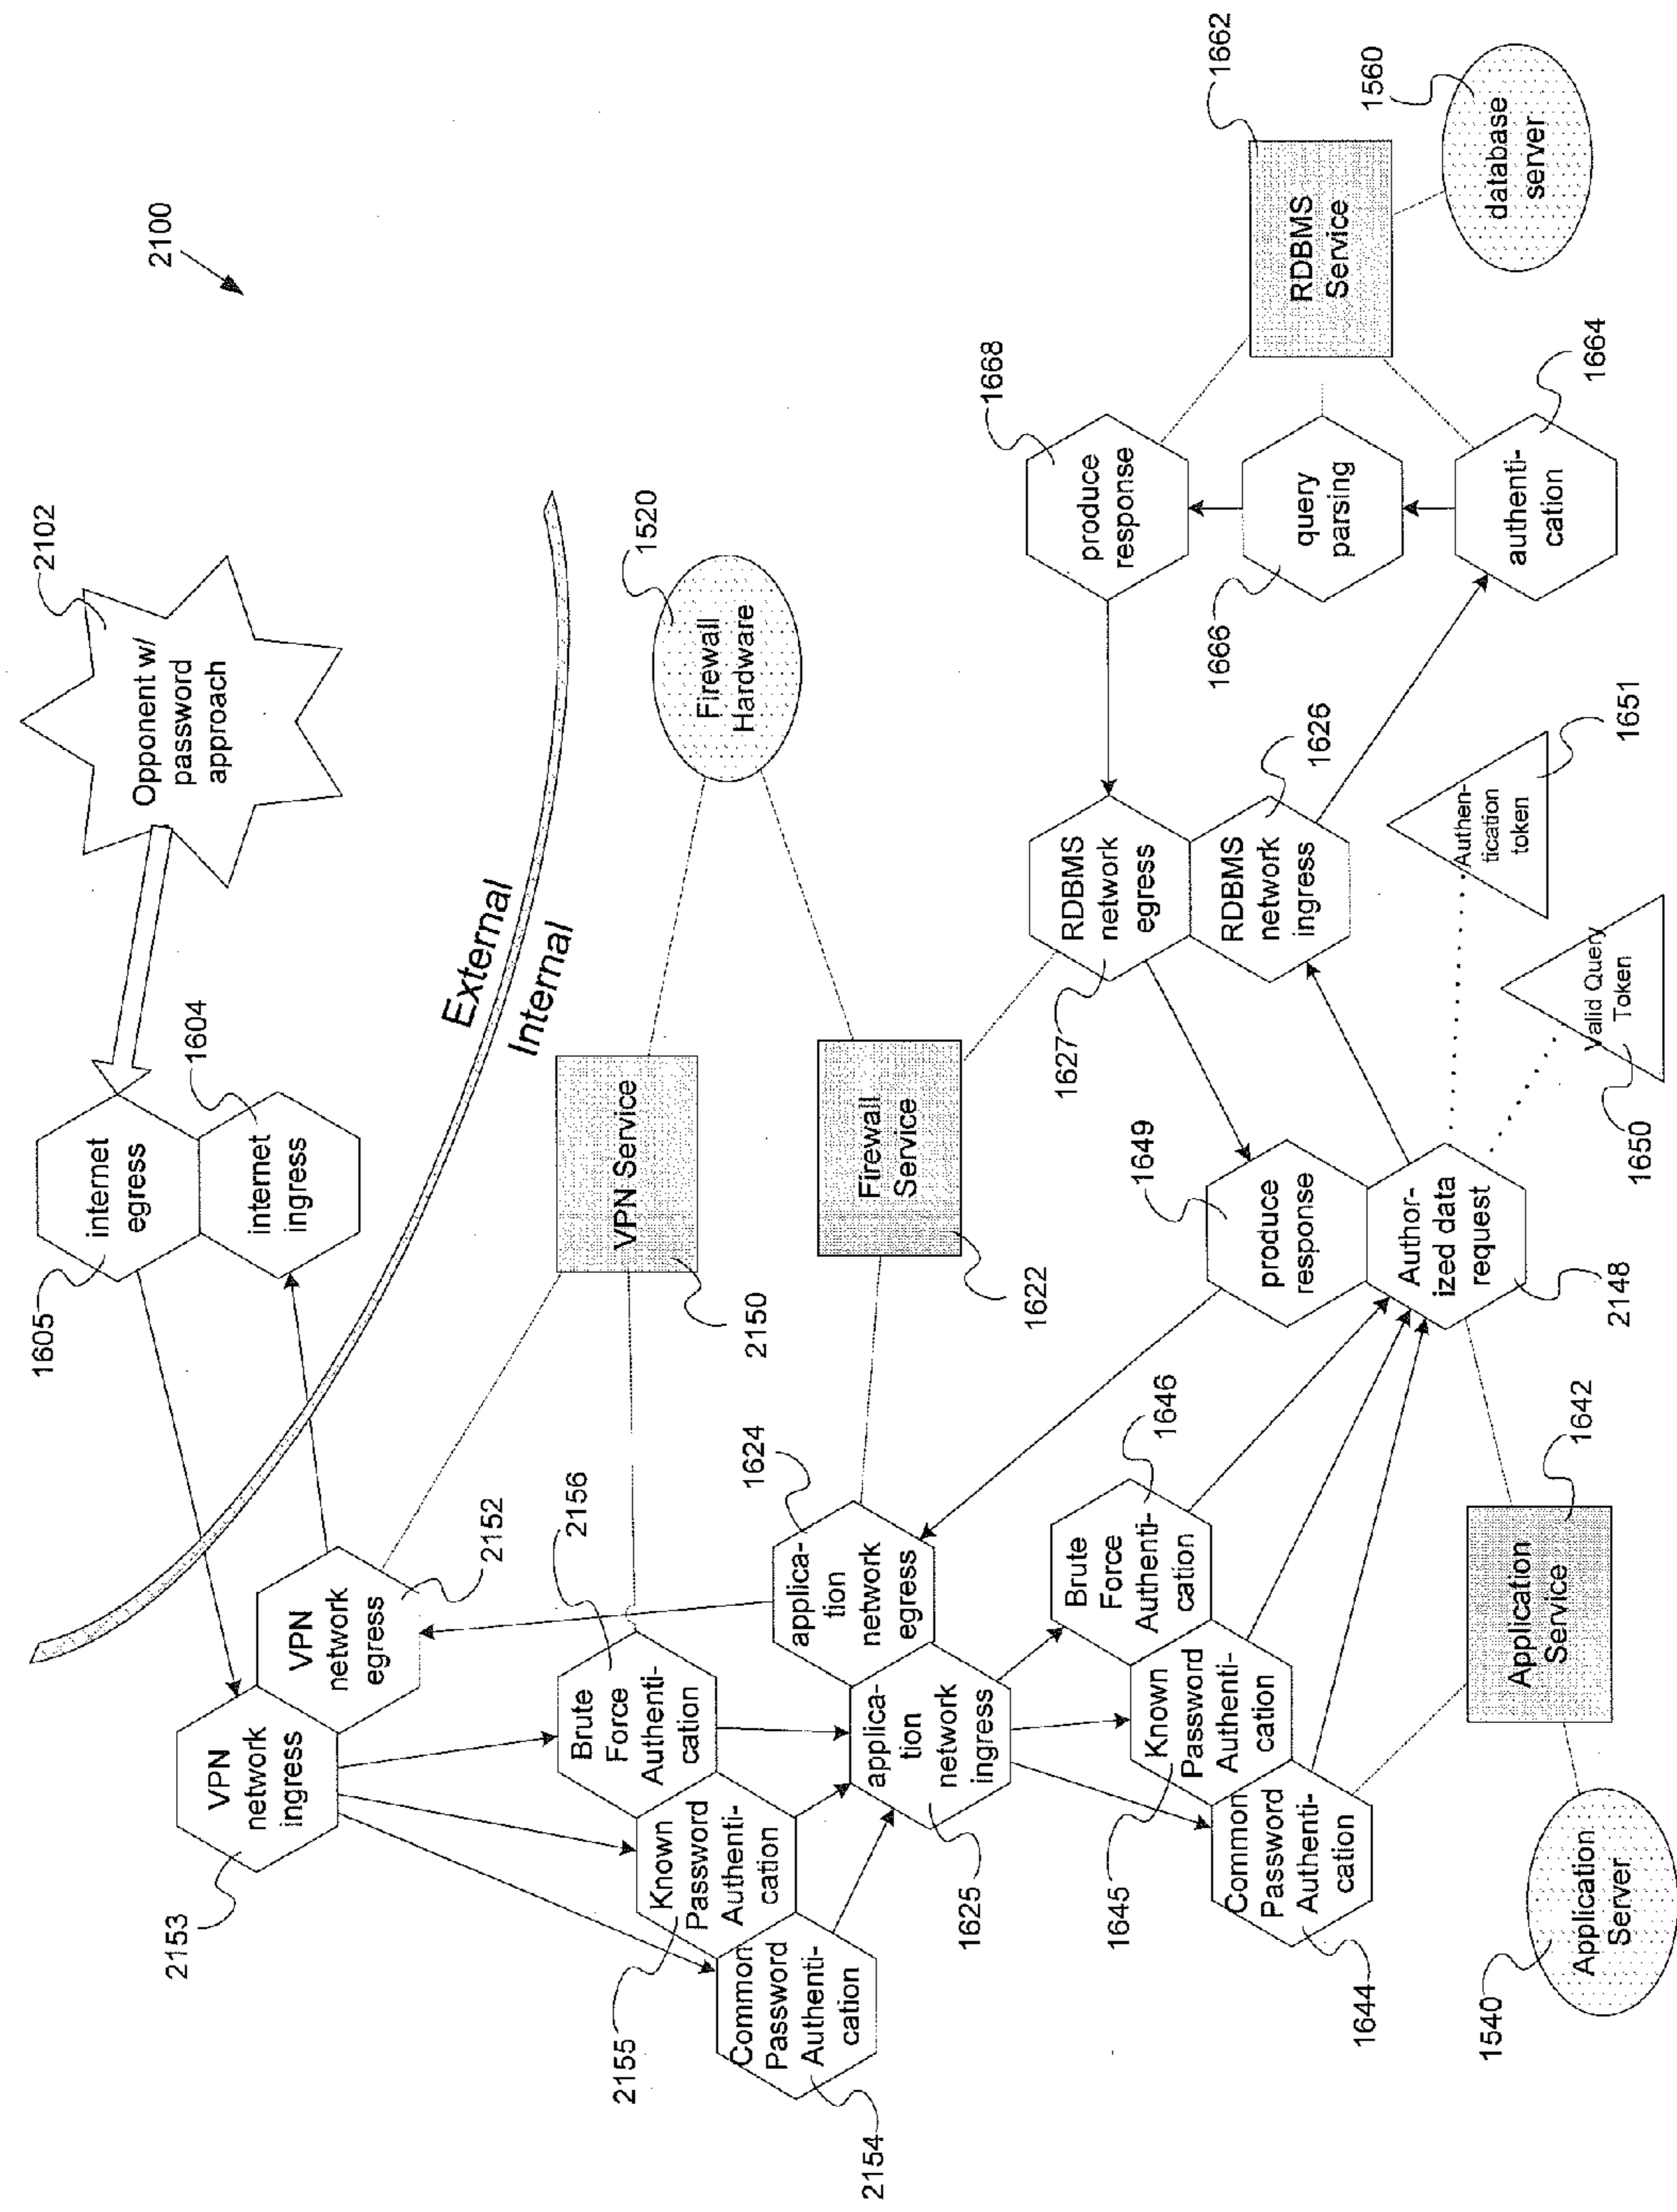 2100
2102
Opponent w/
password
approach
1605
internet
egress
1604
internet
ingress
External
Internal
2153
VPN
network
ingress
VPN
network
egress
2152
VPN Service
2150
1520
Firewall
Hardware
2156
Brute
Force
Authenti-
cation
2155
Known
Password
Authenti-
cation
2154
Common
Password
Authenti-
cation
1624
applica-
tion
network
egress
1625
applica-
tion
network
ingress
Firewall
Service
1622
1646
Brute
Force
Authenti-
cation
1645
Known
Password
Authenti-
cation
1644
Common
Password
Authenti-
cation
1649
produce
response
Author-
ized data
request
2148
1627
RDBMS
network
egress
RDBMS
network
ingress
1626
1668
produce
response
1666
query
parsing
authenti-
cation
1664
RDBMS
Service
1662
1560
database
server
Authen-
tication
token
1651
Valid Query
Token
1650
Application
Service
1642
1540
Application
Server